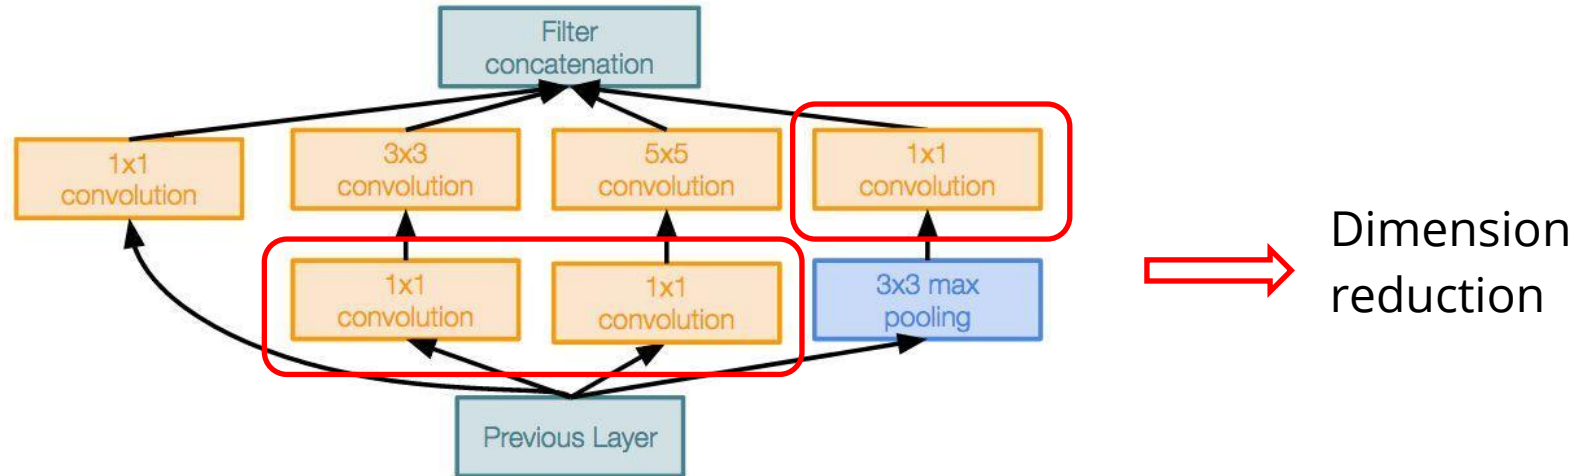 Filter
concatenation
1x1
convolution
3x3
convolution
5x5
convolution
1x1
convolution
1x1
convolution
1x1
convolution
3x3 max
pooling
Previous Layer
Dimension
reduction